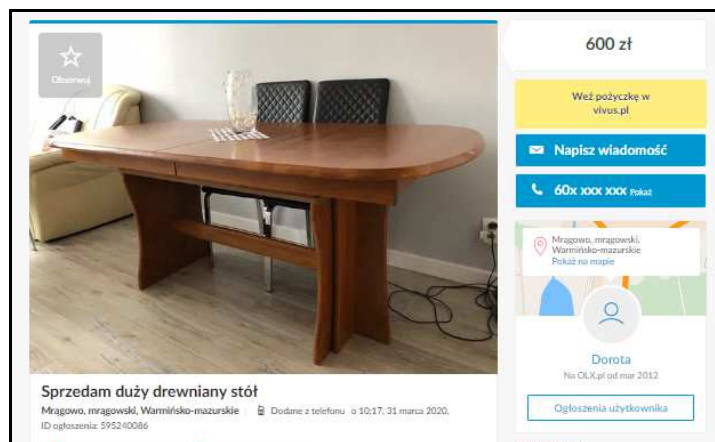 Obserwuj
600 zł
Weź pożyczkę w
vivus.pl
Napisz wiadomość
60x xxx xxx Pokaż
Mrągowo, mrągowski,
Warmińsko-mazurskie
Pokaż na mapie
Dorota
Na OLX.pl od mar 2012
Ogłoszenia użytkownika
Sprzedam duży drewniany stół
Mrągowo, mrągowski, Warmińsko-mazurskie Dodane z telefonu o 10:17, 31 marca 2020,
ID ogłoszenia: 595240086